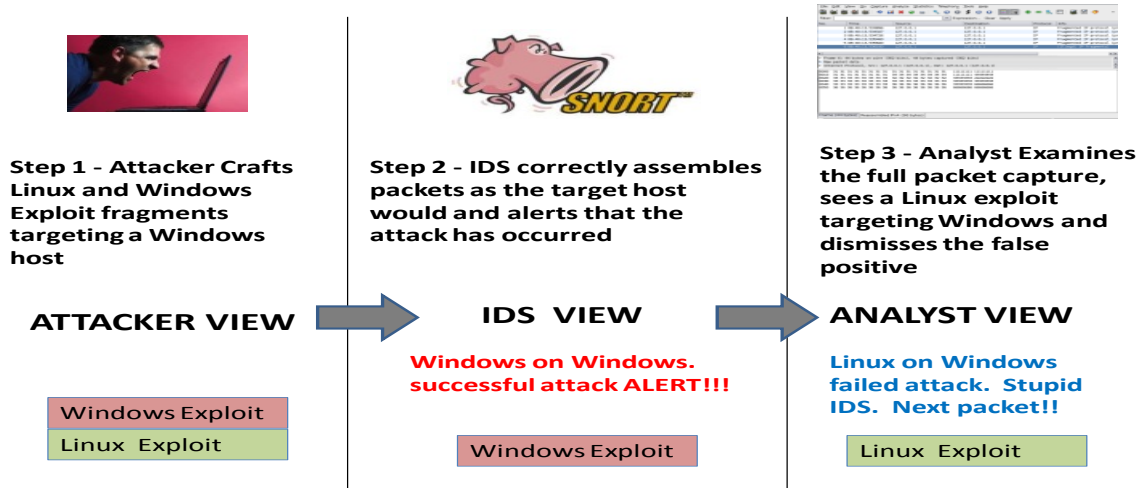 Step 1 - Attacker Crafts
Linux and Windows
Exploit fragments
targeting a Windows
host
ATTACKER VIEW
Windows Exploit
Linux Exploit
SNORT
Step 2 - IDS correctly assembles
packets as the target host
would and alerts that the
attack has occurred
IDS VIEW
Windows on Windows.
successful attack ALERT!!!
Windows Exploit
Step 3 - Analyst Examines
the full packet capture,
sees a Linux exploit
targeting Windows and
dismisses the false
positive
ANALYST VIEW
Linux on Windows
failed attack. Stupid
IDS. Next packet!!
Linux Exploit